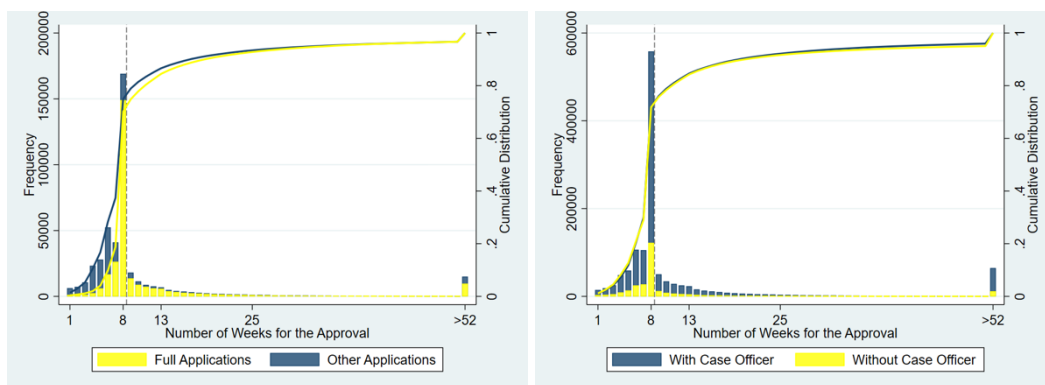 200000
150000
100000
50000
0
Frequency
1
.8
.6
.4
.2
0
Cumulative Distribution
1 8 13 25 >52
Number of Weeks for the Approval
Full Applications Other Applications
600000
400000
200000
0
Frequency
1
.8
.6
.4
.2
0
Cumulative Distribution
1 8 13 25 >52
Number of Weeks for the Approval
With Case Officer Without Case Officer